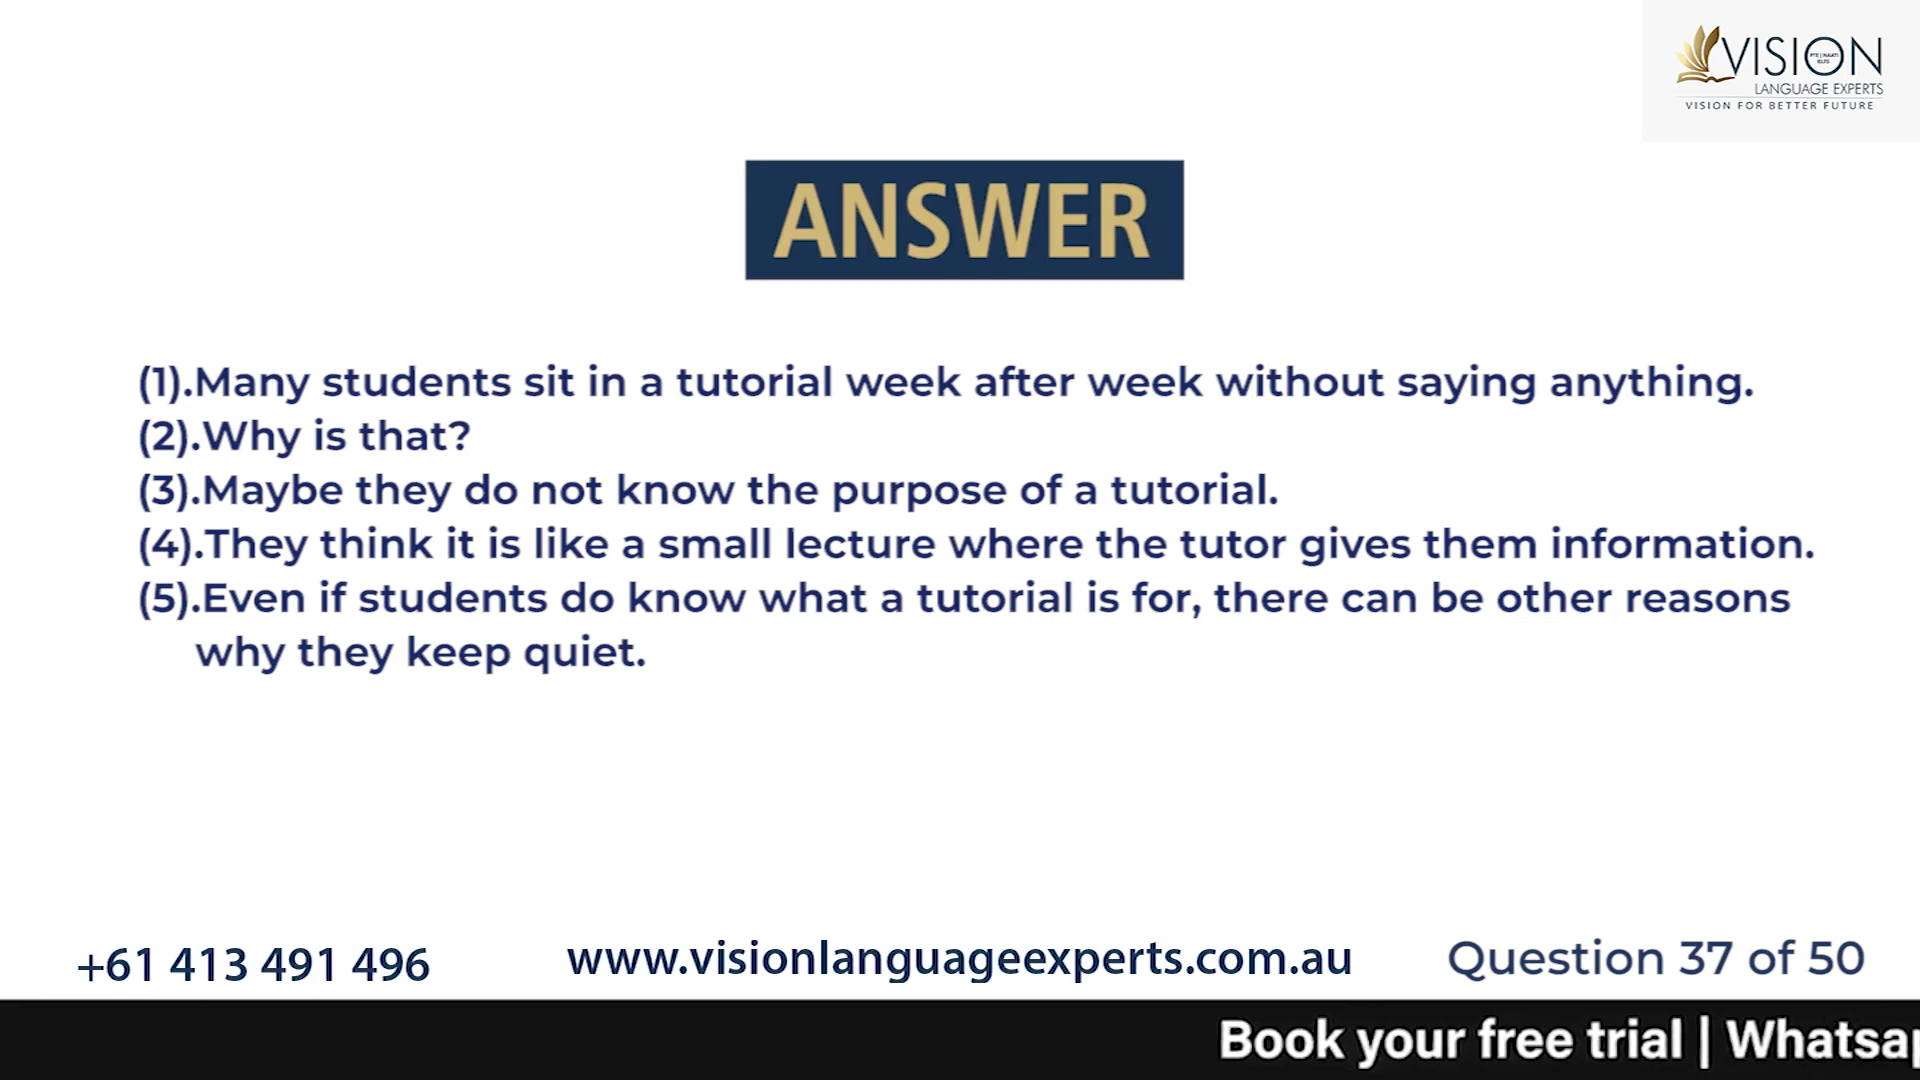 VISION
LANGUAGE EXPERTS
VISION FOR BETTER FUTURE
ANSWER
(1).Many students sit in a tutorial week after week without saying anything.
(2).Why is that?
(3).Maybe they do not know the purpose of a tutorial.
(4).They think it is like a small lecture where the tutor gives them information.
(5).Even if students do know what a tutorial is for, there can be other reasons
why they keep quiet.
+61 413 491 496
www.visionlanguageexperts.com.au
Question 37 of 50
Book your free trial |